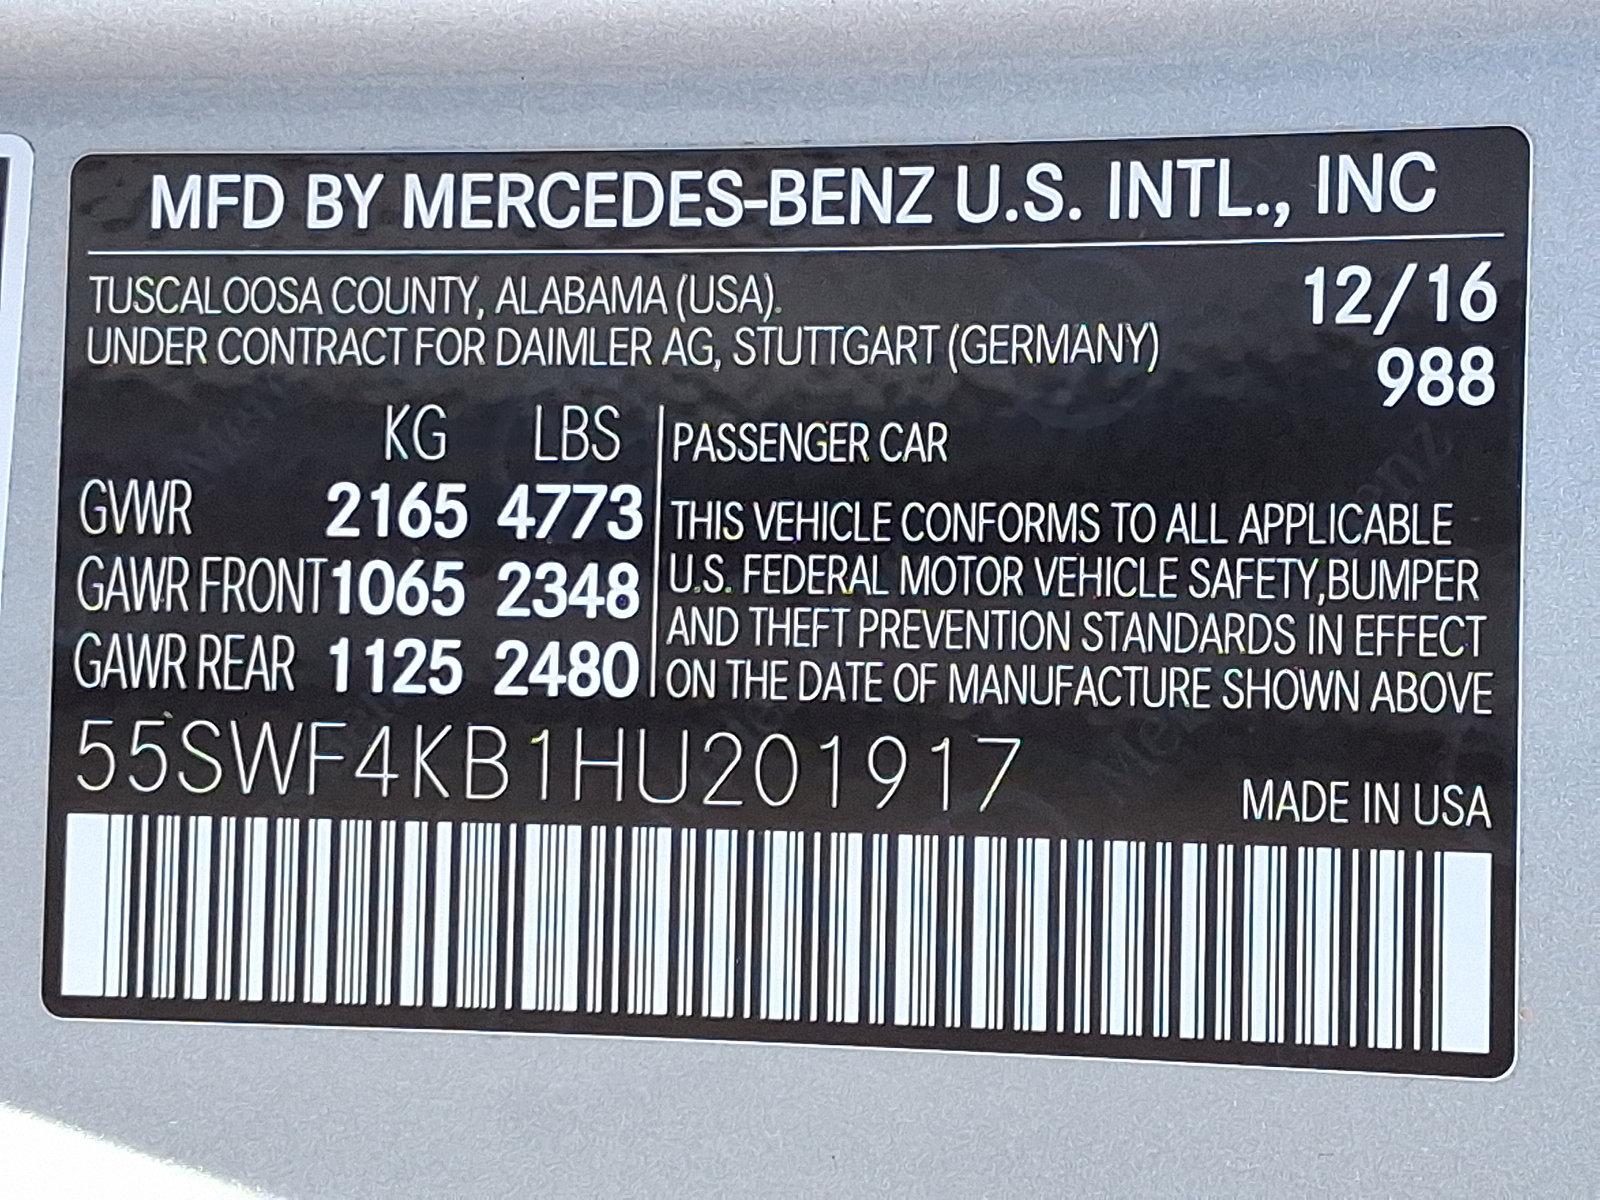 MFD BY MERCEDES-BENZ U.S. INTL., INC
TUSCALOOSA COUNTY, ALABAMA (USA). 12/16
UNDER CONTRACT FOR DAIMLER AG, STUTTGART (GERMANY)
988
KG LBS
GVWR 2165 4773
GAWR FRONT 1065 2348
GAWR REAR 1125 2480
PASSENGER CAR
THIS VEHICLE CONFORMS TO ALL APPLICABLE
U.S. FEDERAL MOTOR VEHICLE SAFETY,BUMPER
AND THEFT PREVENTION STANDARDS IN EFFECT
ON THE DATE OF MANUFACTURE SHOWN ABOVE
55SWF4KB1HU201917
MADE IN USA